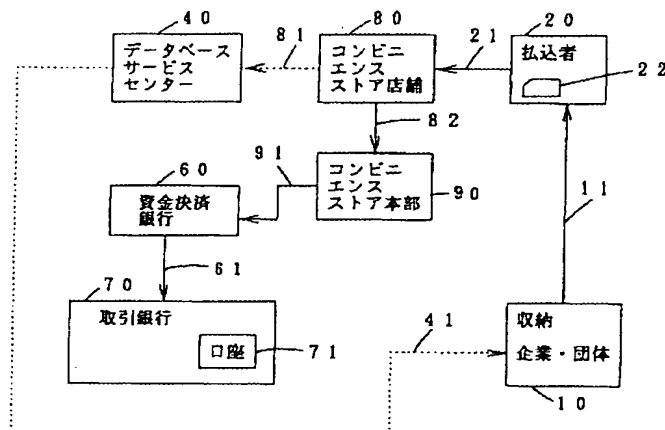 40
データベース
サービス
センター
81
80
コンビニ
エンス
ストア店舗
21
20
払込者
22
82
91
コンビニ
エンス
ストア本部
90
60
資金決済
銀行
11
61
70
取引銀行
口座
71
41
収納
企業・団体
10